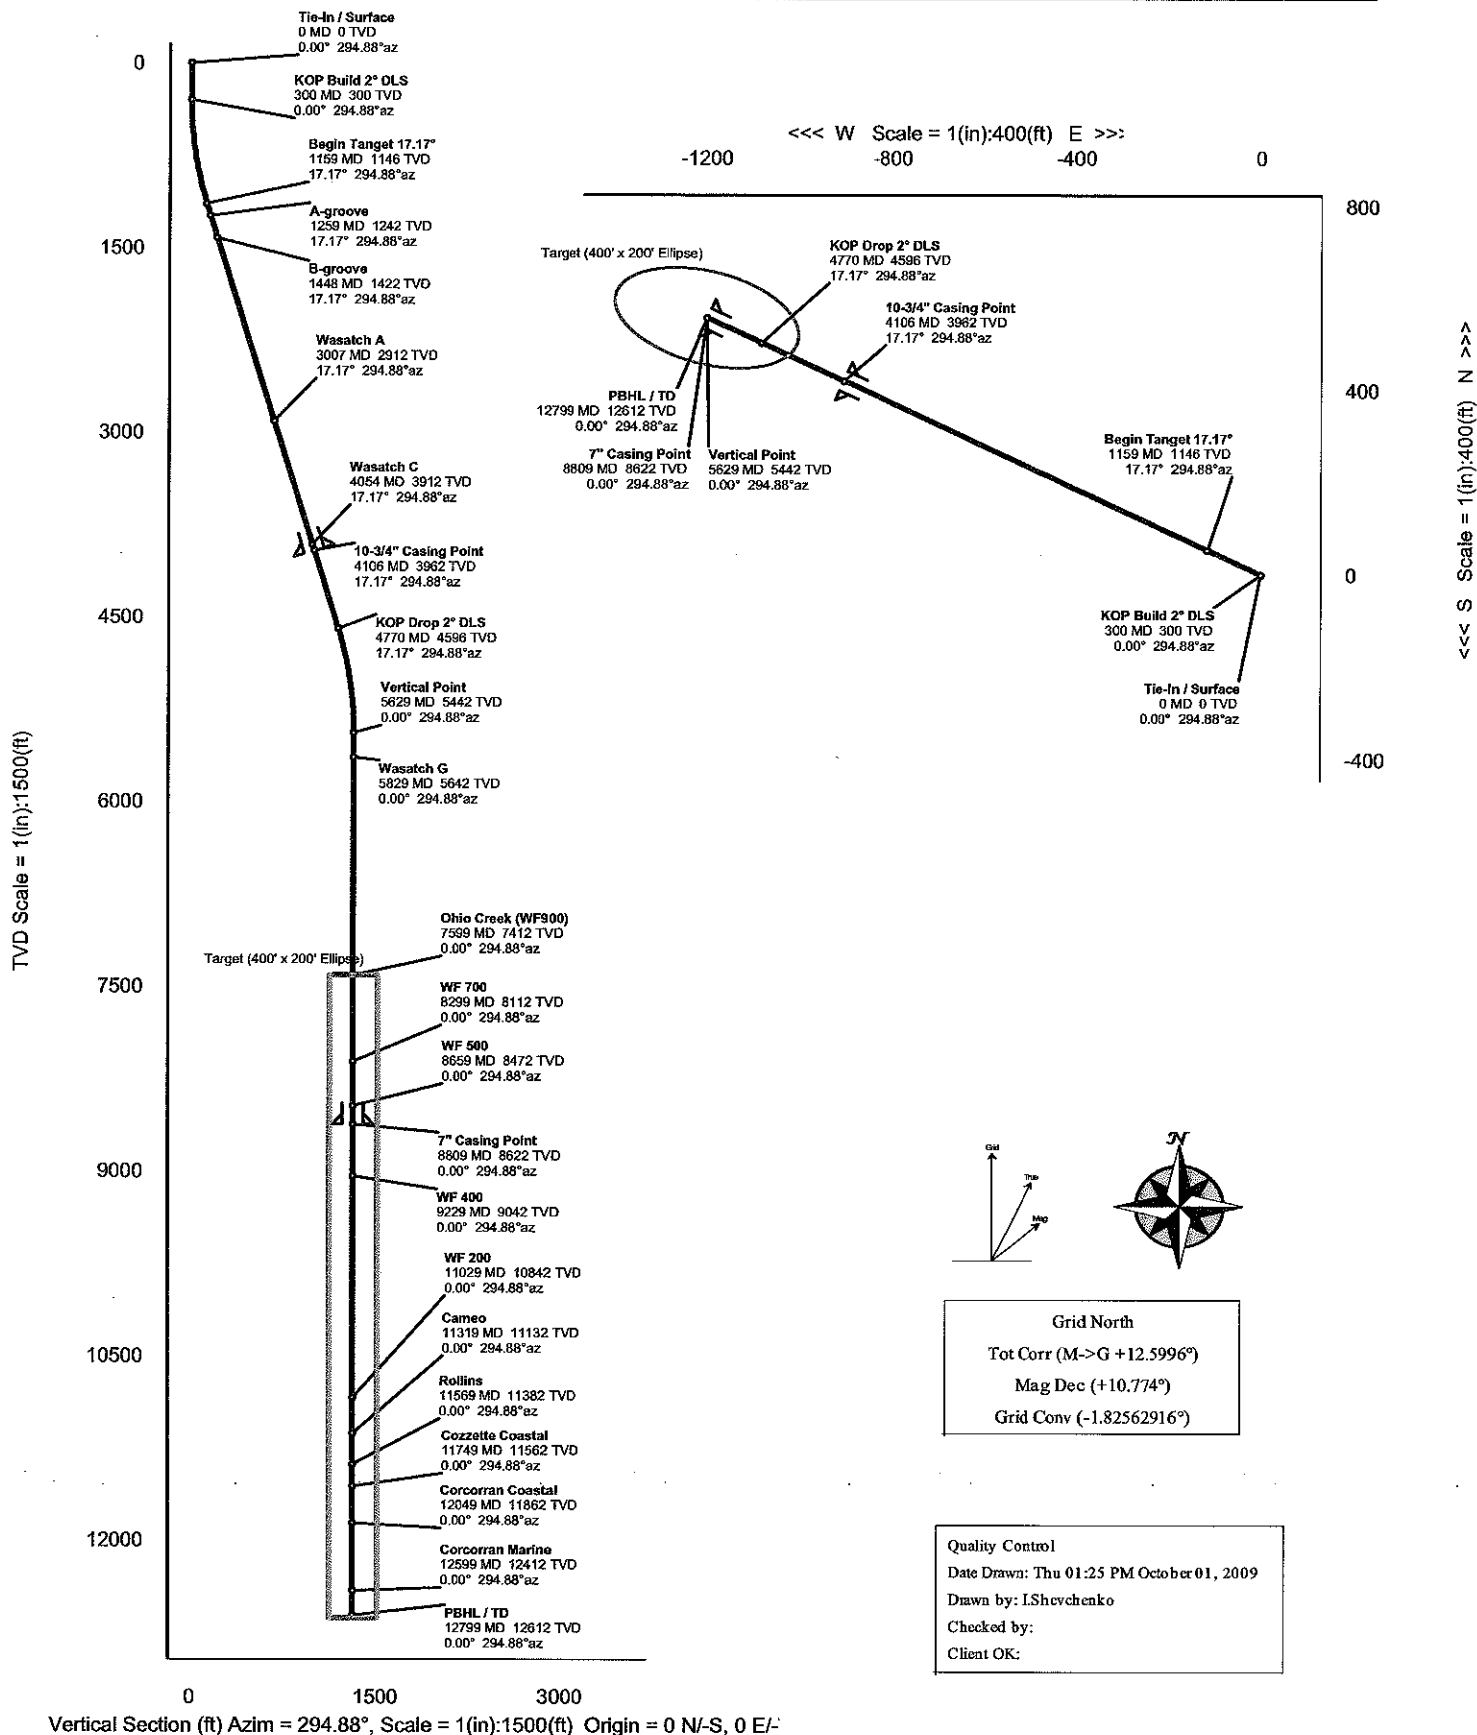 Tie-In / Surface
0 MD 0 TVD
0.00° 294.88°az
KOP Build 2° DLS
300 MD 300 TVD
0.00° 294.88°az
Begin Tanget 17.17°
1159 MD 1146 TVD
17.17° 294.88°az
A-groove
1259 MD 1242 TVD
17.17° 294.88°az
B-groove
1448 MD 1422 TVD
17.17° 294.88°az
Wasatch A
3007 MD 2912 TVD
17.17° 294.88°az
Wasatch C
4054 MD 3912 TVD
17.17° 294.88°az
10-3/4" Casing Point
4106 MD 3962 TVD
17.17° 294.88°az
KOP Drop 2° DLS
4770 MD 4596 TVD
17.17° 294.88°az
Vertical Point
5629 MD 5442 TVD
0.00° 294.88°az
Wasatch G
5829 MD 5642 TVD
0.00° 294.88°az
Ohio Creek (WF900)
7599 MD 7412 TVD
0.00° 294.88°az
Target (400' x 200' Ellipse)
WF 700
8299 MD 8112 TVD
0.00° 294.88°az
WF 500
8659 MD 8472 TVD
0.00° 294.88°az
7" Casing Point
8809 MD 8622 TVD
0.00° 294.88°az
WF 400
9229 MD 9042 TVD
0.00° 294.88°az
WF 200
11029 MD 10842 TVD
0.00° 294.88°az
Cameo
11319 MD 11132 TVD
0.00° 294.88°az
Rollins
11569 MD 11382 TVD
0.00° 294.88°az
Cozzette Coastal
11749 MD 11562 TVD
0.00° 294.88°az
Corcorran Coastal
12049 MD 11862 TVD
0.00° 294.88°az
Corcorran Marine
12599 MD 12412 TVD
0.00° 294.88°az
PBHL / TD
12799 MD 12612 TVD
0.00° 294.88°az
0
1500
3000
4500
6000
7500
9000
10500
12000
TVD Scale = 1(in):1500(ft)
0 1500 3000
Vertical Section (ft) Azim = 294.88°, Scale = 1(in):1500(ft) Origin = 0 N/-S, 0 E/-
<<< W Scale = 1(in):400(ft) E >>>
-1200 -800 -400 0
800
400
0
-400
<<< S Scale = 1(in):400(ft) N >>>
Target (400' x 200' Ellipse)
KOP Drop 2° DLS
4770 MD 4596 TVD
17.17° 294.88°az
10-3/4" Casing Point
4106 MD 3962 TVD
17.17° 294.88°az
PBHL / TD
12799 MD 12612 TVD
0.00° 294.88°az
7" Casing Point
8809 MD 8622 TVD
0.00° 294.88°az
Vertical Point
5629 MD 5442 TVD
0.00° 294.88°az
Begin Tanget 17.17°
1159 MD 1146 TVD
17.17° 294.88°az
KOP Build 2° DLS
300 MD 300 TVD
0.00° 294.88°az
Tie-In / Surface
0 MD 0 TVD
0.00° 294.88°az
Grid
True
Mag
N
Grid North
Tot Corr (M->G +12.5996°)
Mag Dec (+10.774°)
Grid Conv (-1.82562916°)
Quality Control
Date Drawn: Thu 01:25 PM October 01, 2009
Drawn by: I.Shevchenko
Checked by:
Client OK: